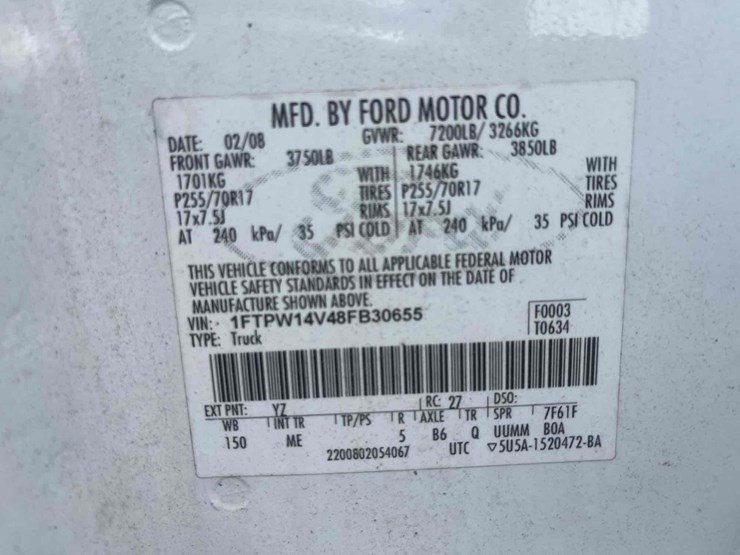 MFD. BY FORD MOTOR CO.
DATE: 02/08 GVWR: 7200LB/ 3266KG
FRONT GAWR: 3750LB REAR GAWR: 3850LB
1701KG WITH 1746KG WITH
P255/70R17 TIRES P255/70R17 TIRES
17x7.5J RIMS 17x7.5J RIMS
AT 240 kPa/ 35 PSI COLD AT 240 kPa/ 35 PSI COLD
THIS VEHICLE CONFORMS TO ALL APPLICABLE FEDERAL MOTOR
VEHICLE SAFETY STANDARDS IN EFFECT ON THE DATE OF
MANUFACTURE SHOWN ABOVE.
VIN: 1FTPW14V48FB30655 F0003
TYPE: Truck T0634
EXT PNT: YZ RC: 27 DSO:
WB INT TR TP/PS R AXLE TR SPR 7F61F
150 ME 5 B6 Q UUMM BOA
2200802054067 UTC ▽5U5A-1520472-BA